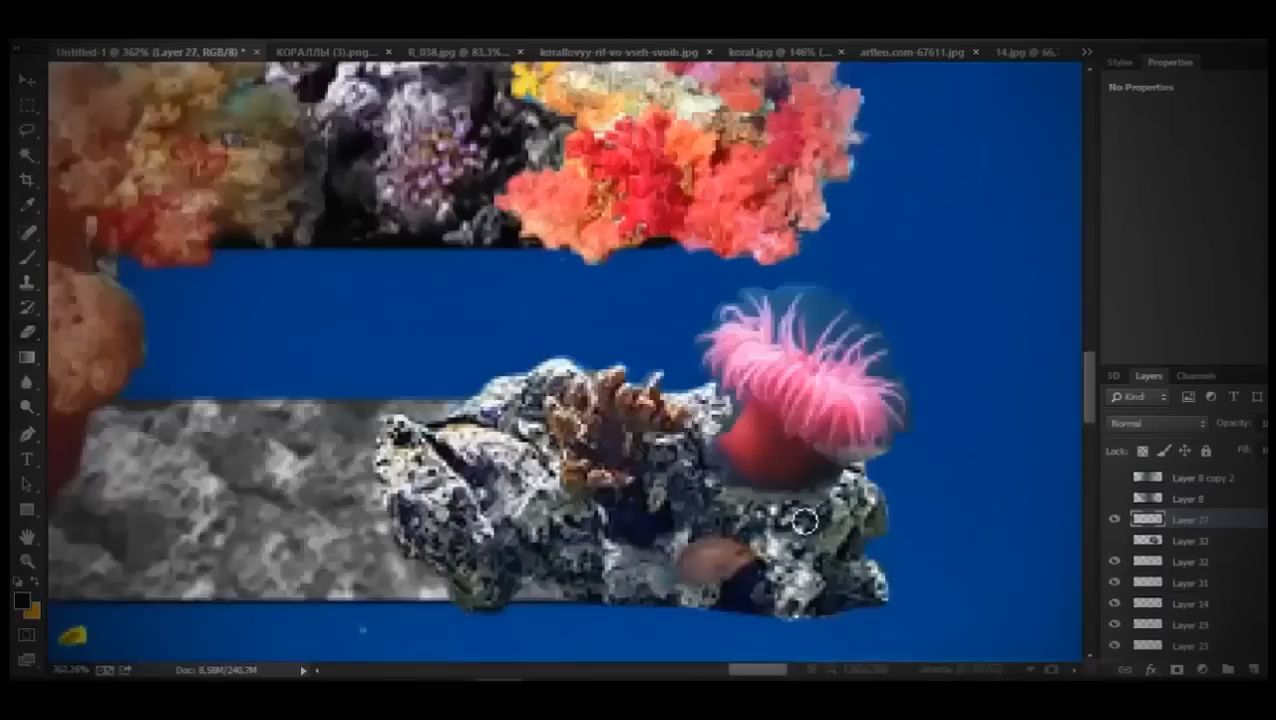 Untitled-1 @ 362% (Layer 27, RGB/8) * × КОРАЛЛЫ (3).png... × R_038.jpg @ 83,3%... × korallovyy-rif-vo-vseh-svoih.jpg × koral.jpg @ 146% (... × artleo.com-67611.jpg × 14.jpg @ 66,
Styles Properties
No Properties
3D Layers Channels
Kind
Normal Opacity:
Lock: Fill:
Layer 8 copy 2
Layer 8
Layer 27
Layer 33
Layer 32
Layer 31
Layer 14
Layer 19
Layer 23
362.26% Doc: 8.58M/240.7M